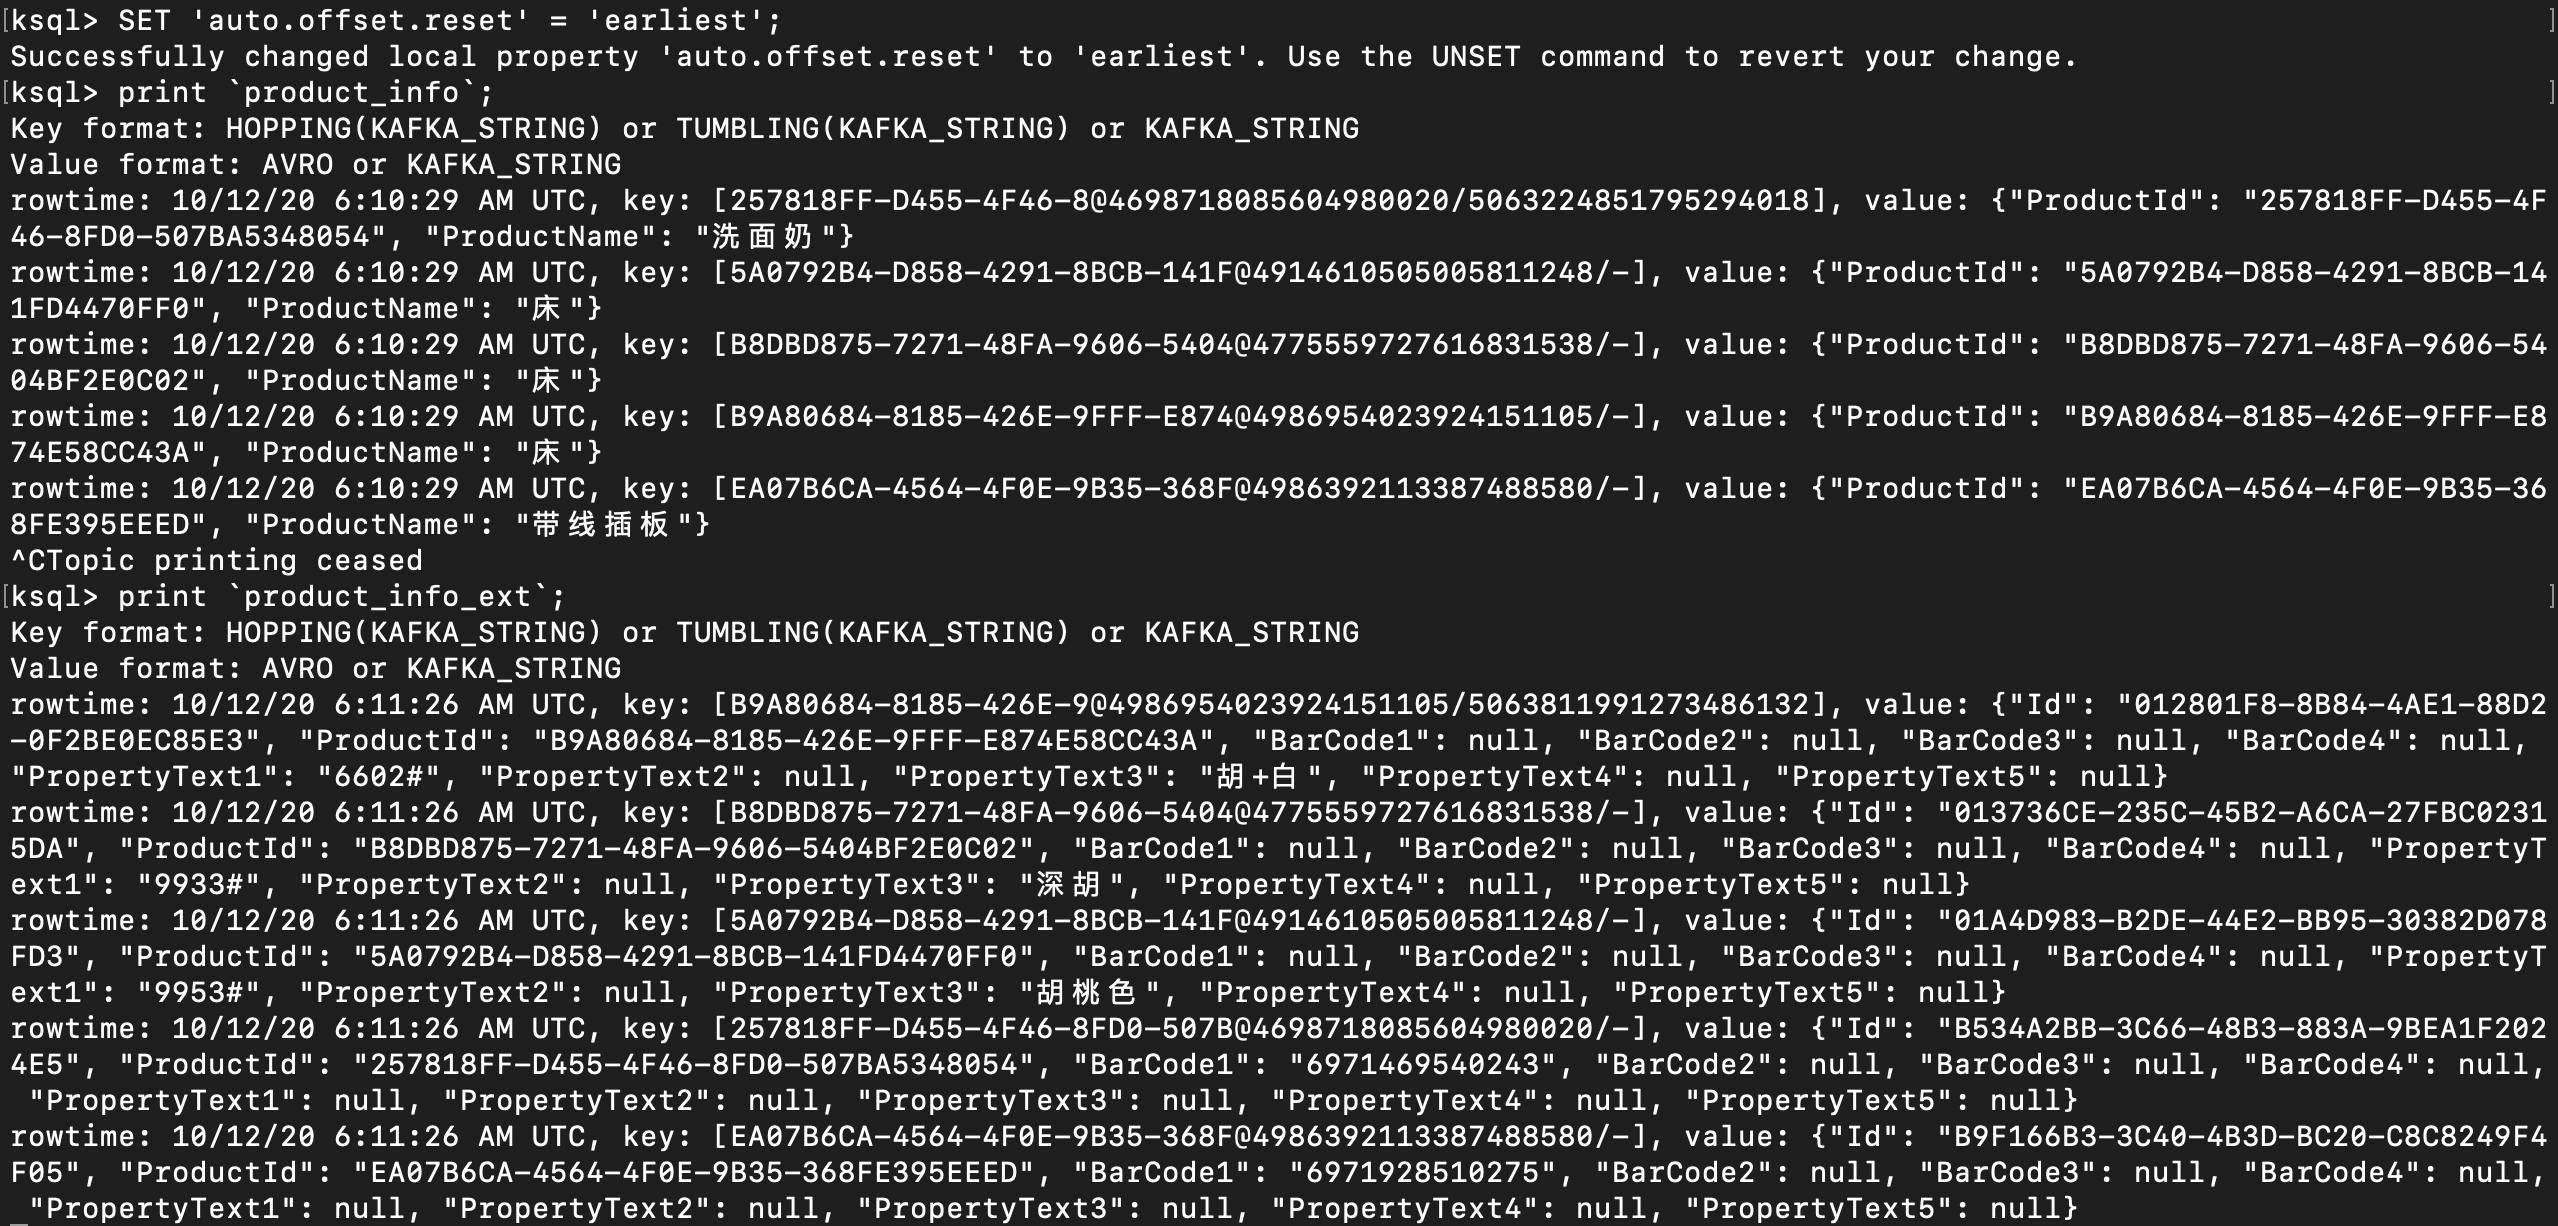 ksql> SET 'auto.offset.reset' = 'earliest';
Successfully changed local property 'auto.offset.reset' to 'earliest'. Use the UNSET command to revert your change.
ksql> print `product_info`;
Key format: HOPPING(KAFKA_STRING) or TUMBLING(KAFKA_STRING) or KAFKA_STRING
Value format: AVRO or KAFKA_STRING
rowtime: 10/12/20 6:10:29 AM UTC, key: [257818FF-D455-4F46-8@4698718085604980020/5063224851795294018], value: {"ProductId": "257818FF-D455-4F
46-8FD0-507BA5348054", "ProductName": "洗面奶"}
rowtime: 10/12/20 6:10:29 AM UTC, key: [5A0792B4-D858-4291-8BCB-141F@4914610505005811248/-], value: {"ProductId": "5A0792B4-D858-4291-8BCB-14
1FD4470FF0", "ProductName": "床"}
rowtime: 10/12/20 6:10:29 AM UTC, key: [B8DBD875-7271-48FA-9606-5404@4775559727616831538/-], value: {"ProductId": "B8DBD875-7271-48FA-9606-54
04BF2E0C02", "ProductName": "床"}
rowtime: 10/12/20 6:10:29 AM UTC, key: [B9A80684-8185-426E-9FFF-E874@4986954023924151105/-], value: {"ProductId": "B9A80684-8185-426E-9FFF-E8
74E58CC43A", "ProductName": "床"}
rowtime: 10/12/20 6:10:29 AM UTC, key: [EA07B6CA-4564-4F0E-9B35-368F@4986392113387488580/-], value: {"ProductId": "EA07B6CA-4564-4F0E-9B35-36
8FE395EEED", "ProductName": "带线插板"}
^CTopic printing ceased
ksql> print `product_info_ext`;
Key format: HOPPING(KAFKA_STRING) or TUMBLING(KAFKA_STRING) or KAFKA_STRING
Value format: AVRO or KAFKA_STRING
rowtime: 10/12/20 6:11:26 AM UTC, key: [B9A80684-8185-426E-9@4986954023924151105/5063811991273486132], value: {"Id": "012801F8-8B84-4AE1-88D2
-0F2BE0EC85E3", "ProductId": "B9A80684-8185-426E-9FFF-E874E58CC43A", "BarCode1": null, "BarCode2": null, "BarCode3": null, "BarCode4": null,
"PropertyText1": "6602#", "PropertyText2": null, "PropertyText3": "胡+白", "PropertyText4": null, "PropertyText5": null}
rowtime: 10/12/20 6:11:26 AM UTC, key: [B8DBD875-7271-48FA-9606-5404@4775559727616831538/-], value: {"Id": "013736CE-235C-45B2-A6CA-27FBC0231
5DA", "ProductId": "B8DBD875-7271-48FA-9606-5404BF2E0C02", "BarCode1": null, "BarCode2": null, "BarCode3": null, "BarCode4": null, "PropertyT
ext1": "9933#", "PropertyText2": null, "PropertyText3": "深胡", "PropertyText4": null, "PropertyText5": null}
rowtime: 10/12/20 6:11:26 AM UTC, key: [5A0792B4-D858-4291-8BCB-141F@4914610505005811248/-], value: {"Id": "01A4D983-B2DE-44E2-BB95-30382D078
FD3", "ProductId": "5A0792B4-D858-4291-8BCB-141FD4470FF0", "BarCode1": null, "BarCode2": null, "BarCode3": null, "BarCode4": null, "PropertyT
ext1": "9953#", "PropertyText2": null, "PropertyText3": "胡桃色", "PropertyText4": null, "PropertyText5": null}
rowtime: 10/12/20 6:11:26 AM UTC, key: [257818FF-D455-4F46-8FD0-507B@4698718085604980020/-], value: {"Id": "B534A2BB-3C66-48B3-883A-9BEA1F202
4E5", "ProductId": "257818FF-D455-4F46-8FD0-507BA5348054", "BarCode1": "6971469540243", "BarCode2": null, "BarCode3": null, "BarCode4": null,
"PropertyText1": null, "PropertyText2": null, "PropertyText3": null, "PropertyText4": null, "PropertyText5": null}
rowtime: 10/12/20 6:11:26 AM UTC, key: [EA07B6CA-4564-4F0E-9B35-368F@4986392113387488580/-], value: {"Id": "B9F166B3-3C40-4B3D-BC20-C8C8249F4
F05", "ProductId": "EA07B6CA-4564-4F0E-9B35-368FE395EEED", "BarCode1": "6971928510275", "BarCode2": null, "BarCode3": null, "BarCode4": null,
"PropertyText1": null, "PropertyText2": null, "PropertyText3": null, "PropertyText4": null, "PropertyText5": null}